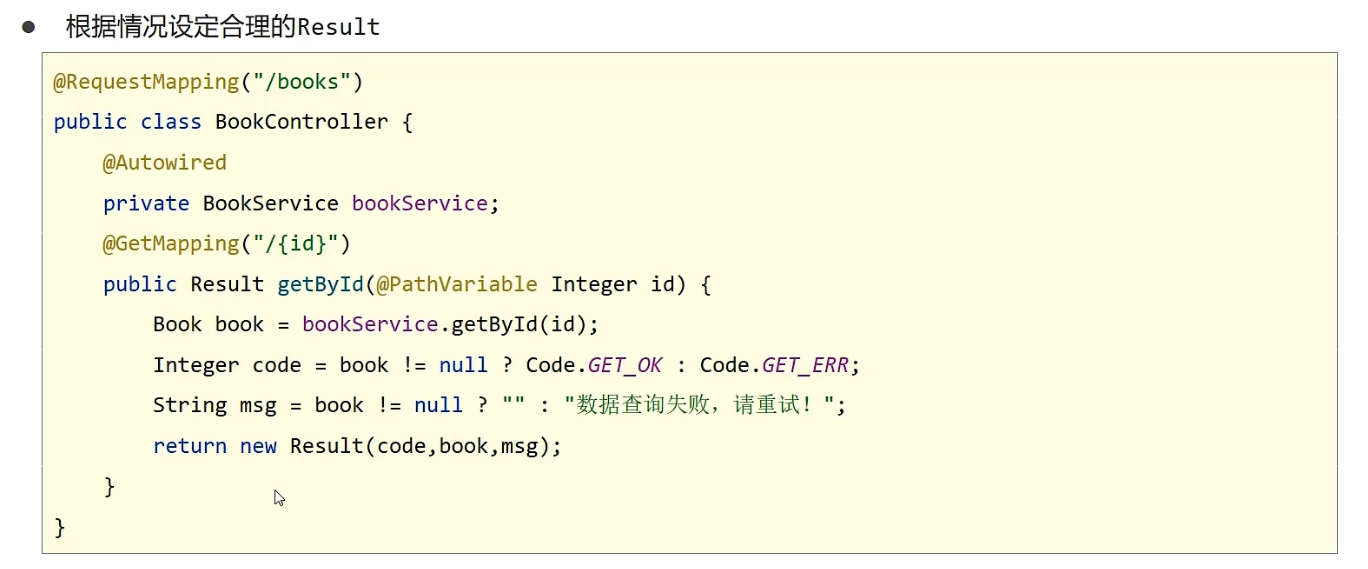 ● 根据情况设定合理的Result
@RequestMapping("/books")
public class BookController {
    @Autowired
    private BookService bookService;
    @GetMapping("/{id}")
    public Result getById(@PathVariable Integer id) {
        Book book = bookService.getById(id);
        Integer code = book != null ? Code.GET_OK : Code.GET_ERR;
        String msg = book != null ? "" : "数据查询失败，请重试！";
        return new Result(code,book,msg);
    }
}